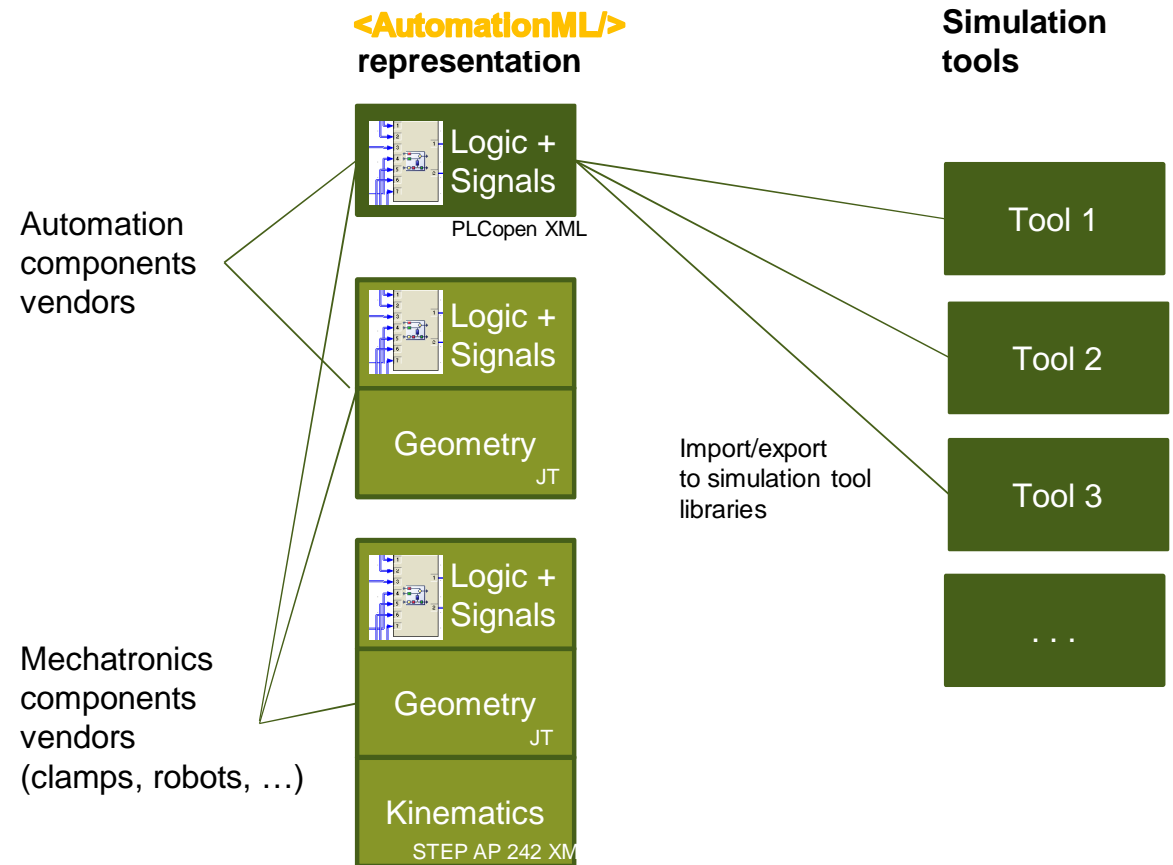 <AutomationML/>
representation
Simulation
tools
Automation
components
vendors
Logic +
Signals
PLCopen XML
Logic +
Signals
Geometry
JT
Logic +
Signals
Geometry
JT
Kinematics
STEP AP 242 XM
Mechatronics
components
vendors
(clamps, robots, …)
Import/export
to simulation tool
libraries
Tool 1
Tool 2
Tool 3
. . .